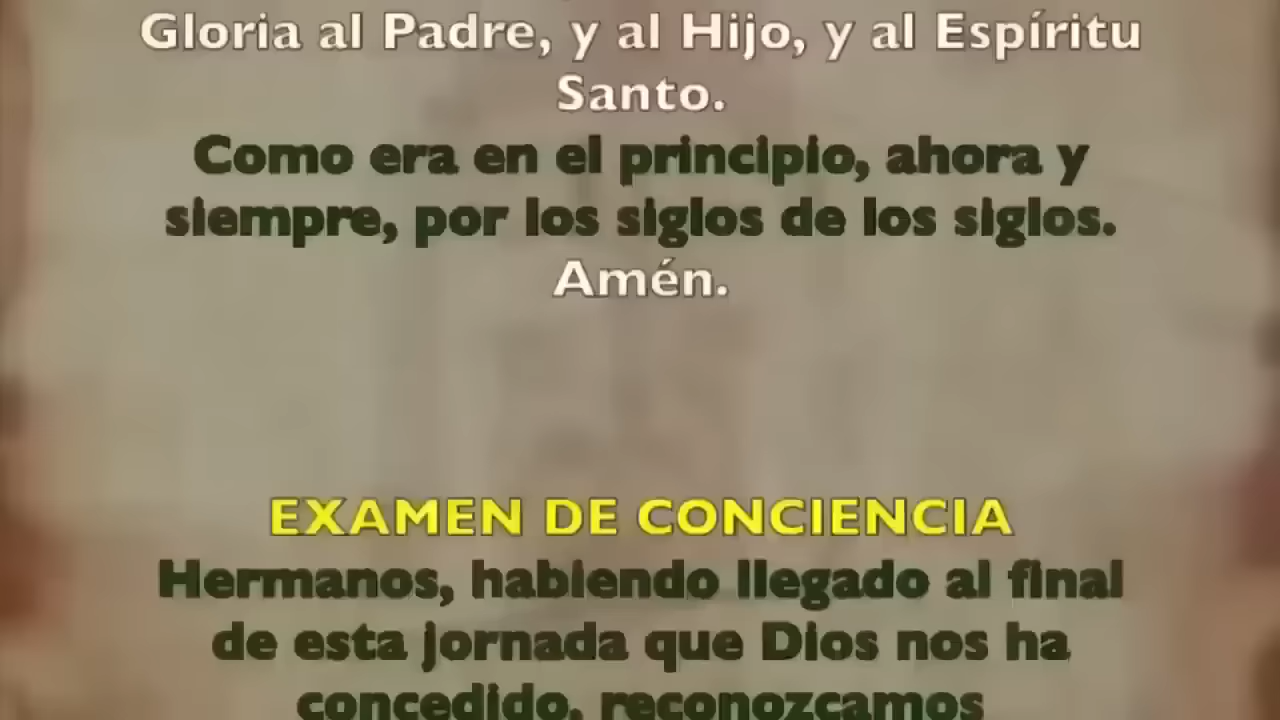 Gloria al Padre, y al Hijo, y al Espíritu
Santo.
Como era en el principio, ahora y
siempre, por los siglos de los siglos.
Amén.
EXAMEN DE CONCIENCIA
Hermanos, habiendo llegado al final
de esta jornada que Dios nos ha
concedido, reconozcamos